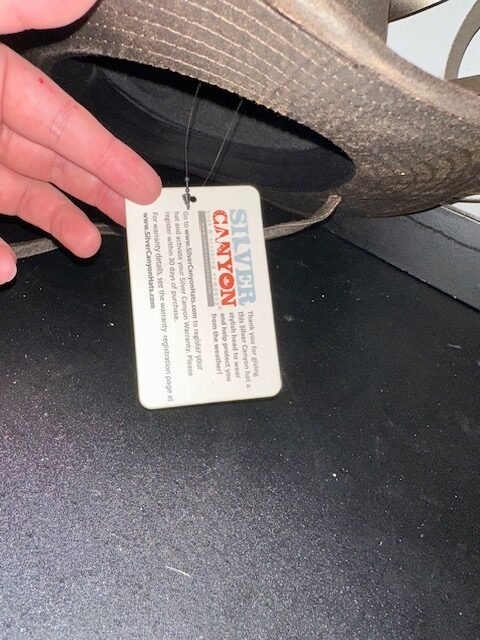 SILVER
CANYON
Thank you for giving
this Silver Canyon hat a
stylish head to wear
and help protect you
from the weather!
Go to www.SilverCanyonHats.com to register your
hat and activate your Silver Canyon Warranty. Please
register within 30 days of purchase.
For warranty details, see the warranty registration page at
www.SilverCanyonHats.com